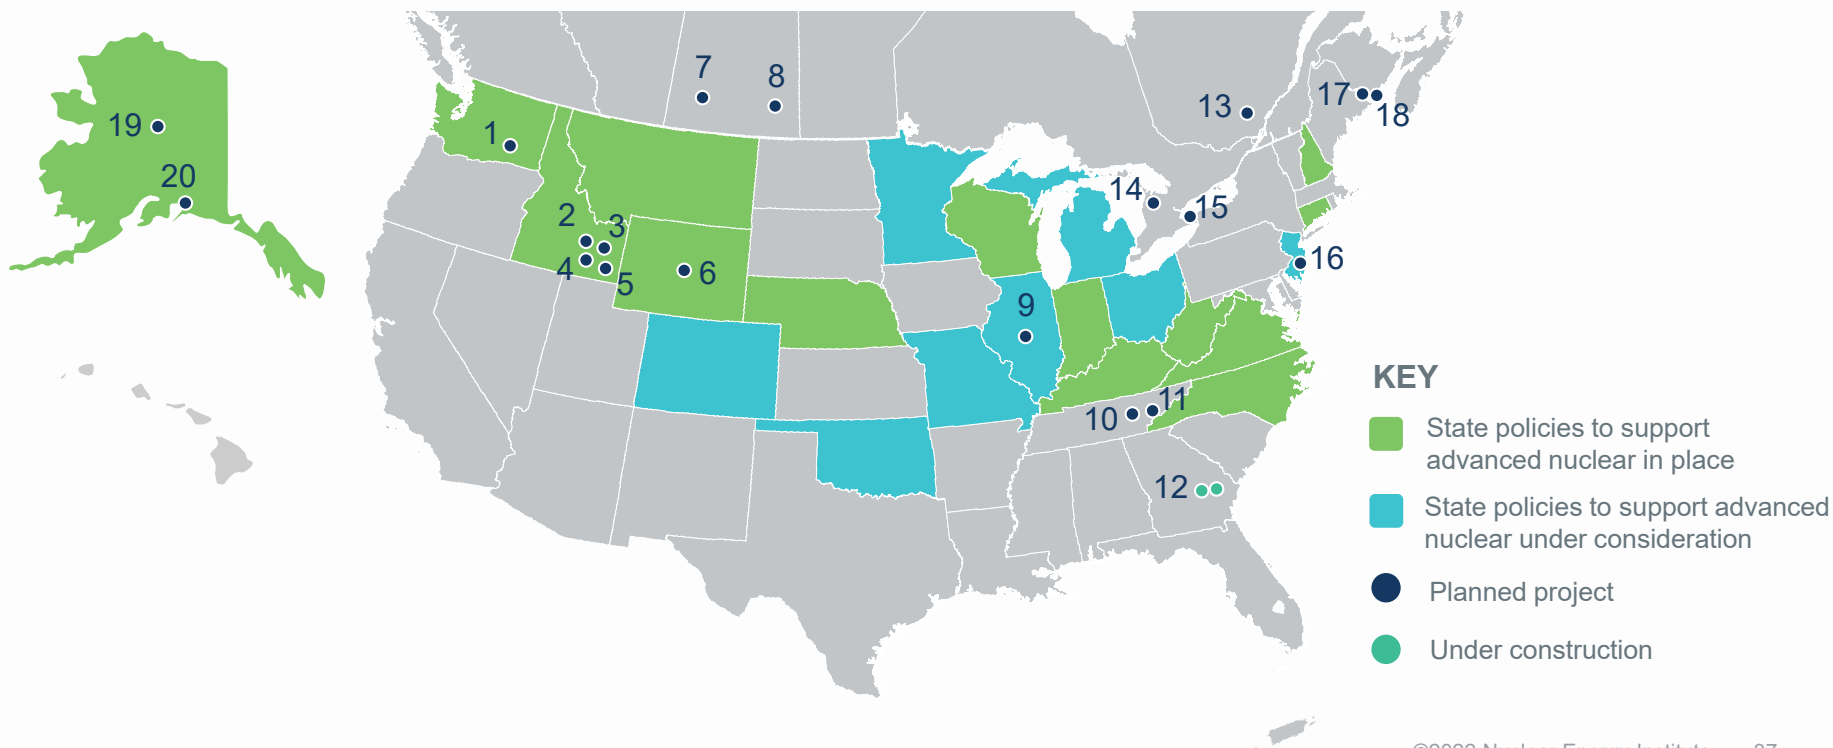 7
8
17
13
18
19
1
20
14
15
2
3
16
4
5
6
9
KEY
11
10
State policies to support
advanced nuclear in place
12
State policies to support advanced
nuclear under consideration
Planned project
Under construction